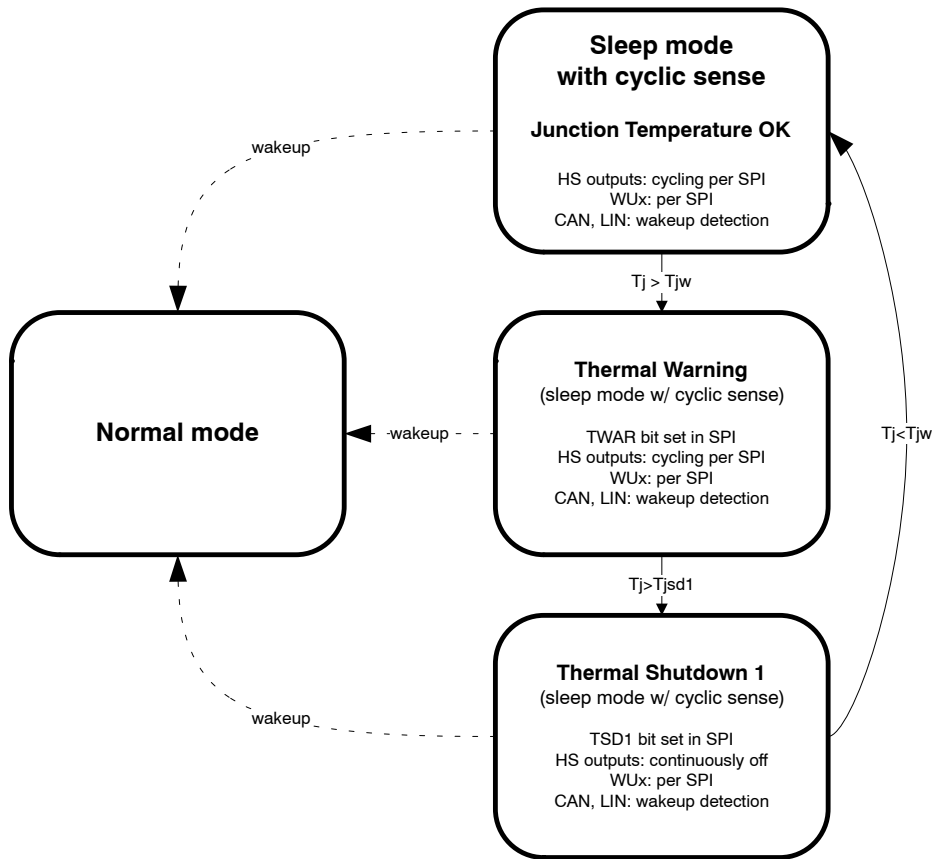 Sleep mode
with cyclic sense
Junction Temperature OK
HS outputs: cycling per SPI
WUx: per SPI
CAN, LIN: wakeup detection
wakeup
Tj > Tjw
Thermal Warning
(sleep mode w/ cyclic sense)
TWAR bit set in SPI
HS outputs: cycling per SPI
WUx: per SPI
CAN, LIN: wakeup detection
Normal mode
wakeup
Tj<Tjw
Tj>Tjsd1
Thermal Shutdown 1
(sleep mode w/ cyclic sense)
TSD1 bit set in SPI
HS outputs: continuously off
WUx: per SPI
CAN, LIN: wakeup detection
wakeup